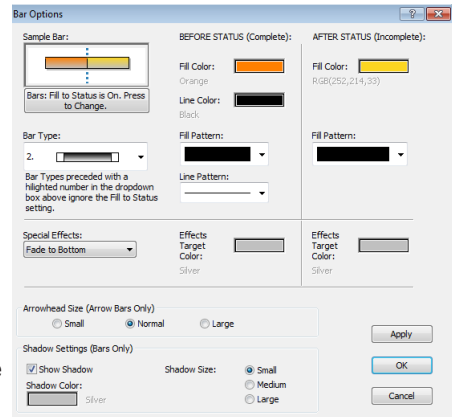 Bar Options
Sample Bar:
BEFORE STATUS (Complete):
AFTER STATUS (Incomplete):
Fill Color:
Fill Color:
Orange
RGB(252,214,33)
Bars: Fill to Status is On. Press
to Change.
Line Color:
Black
Bar Type:
Fill Pattern:
Fill Pattern:
2.
Bar Types preceded with a
hilighted number in the dropdown
box above ignore the Fill to Status
setting.
Line Pattern:
Special Effects:
Fade to Bottom
Effects
Target
Color:
Silver
Effects
Target
Color:
Silver
Arrowhead Size (Arrow Bars Only)
Small
Normal
Large
Apply
Shadow Settings (Bars Only)
Show Shadow
Shadow Size:
Small
Medium
Large
Shadow Color:
Silver
OK
Cancel
e